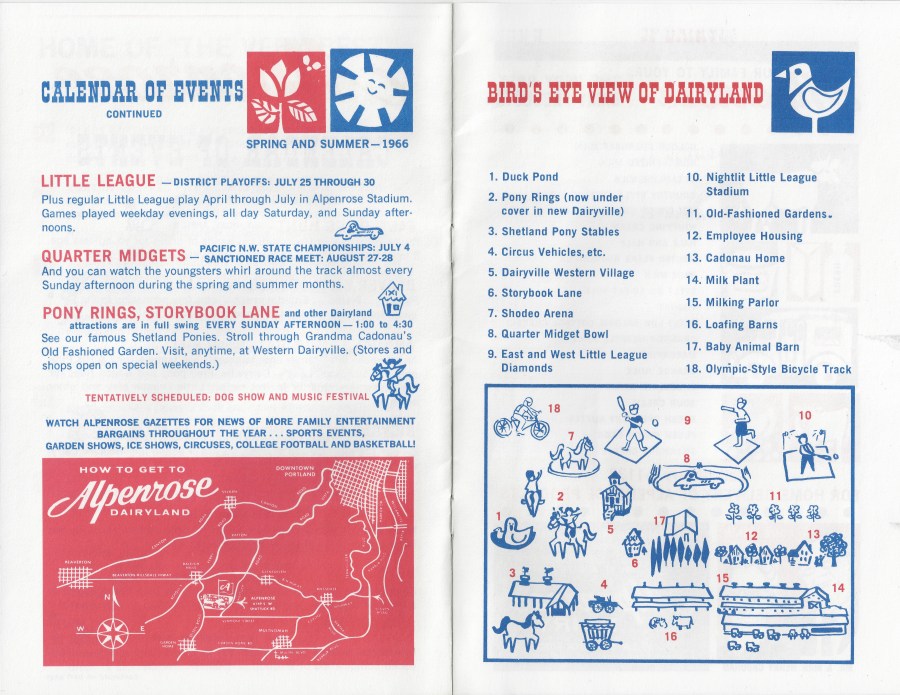 CALENDAR OF EVENTS
CONTINUED
SPRING AND SUMMER—1966
LITTLE LEAGUE — DISTRICT PLAYOFFS: JULY 25 THROUGH 30
Plus regular Little League play April through July in Alpenrose Stadium.
Games played weekday evenings, all day Saturday, and Sunday after-
noons.
QUARTER MIDGETS — PACIFIC N.W. STATE CHAMPIONSHIPS: JULY 4
SANCTIONED RACE MEET: AUGUST 27-28
And you can watch the youngsters whirl around the track almost every
Sunday afternoon during the spring and summer months.
PONY RINGS, STORYBOOK LANE and other Dairyland
attractions are in full swing EVERY SUNDAY AFTERNOON—1:00 to 4:30
See our famous Shetland Ponies. Stroll through Grandma Cadonau's
Old Fashioned Garden. Visit, anytime, at Western Dairyville. (Stores and
shops open on special weekends.)
TENTATIVELY SCHEDULED: DOG SHOW AND MUSIC FESTIVAL
WATCH ALPENROSE GAZETTES FOR NEWS OF MORE FAMILY ENTERTAINMENT
BARGAINS THROUGHOUT THE YEAR . . . SPORTS EVENTS,
GARDEN SHOWS, ICE SHOWS, CIRCUSES, COLLEGE FOOTBALL AND BASKETBALL!
HOW TO GET TO
Alpenrose
DAIRYLAND
DOWNTOWN
PORTLAND
BEAVERTON
BEAVERTON HILLSDALE HIGHWAY
ALPENROSE
N
W
E
S
BIRD'S EYE VIEW OF DAIRYLAND
1. Duck Pond
2. Pony Rings (now under
cover in new Dairyville)
3. Shetland Pony Stables
4. Circus Vehicles, etc.
5. Dairyville Western Village
6. Storybook Lane
7. Shodeo Arena
8. Quarter Midget Bowl
9. East and West Little League
Diamonds
10. Nightlit Little League
Stadium
11. Old-Fashioned Gardens.
12. Employee Housing
13. Cadonau Home
14. Milk Plant
15. Milking Parlor
16. Loafing Barns
17. Baby Animal Barn
18. Olympic-Style Bicycle Track
18
9
10
7
8
2
11
1
5
17
12
13
6
3
4
15
14
16